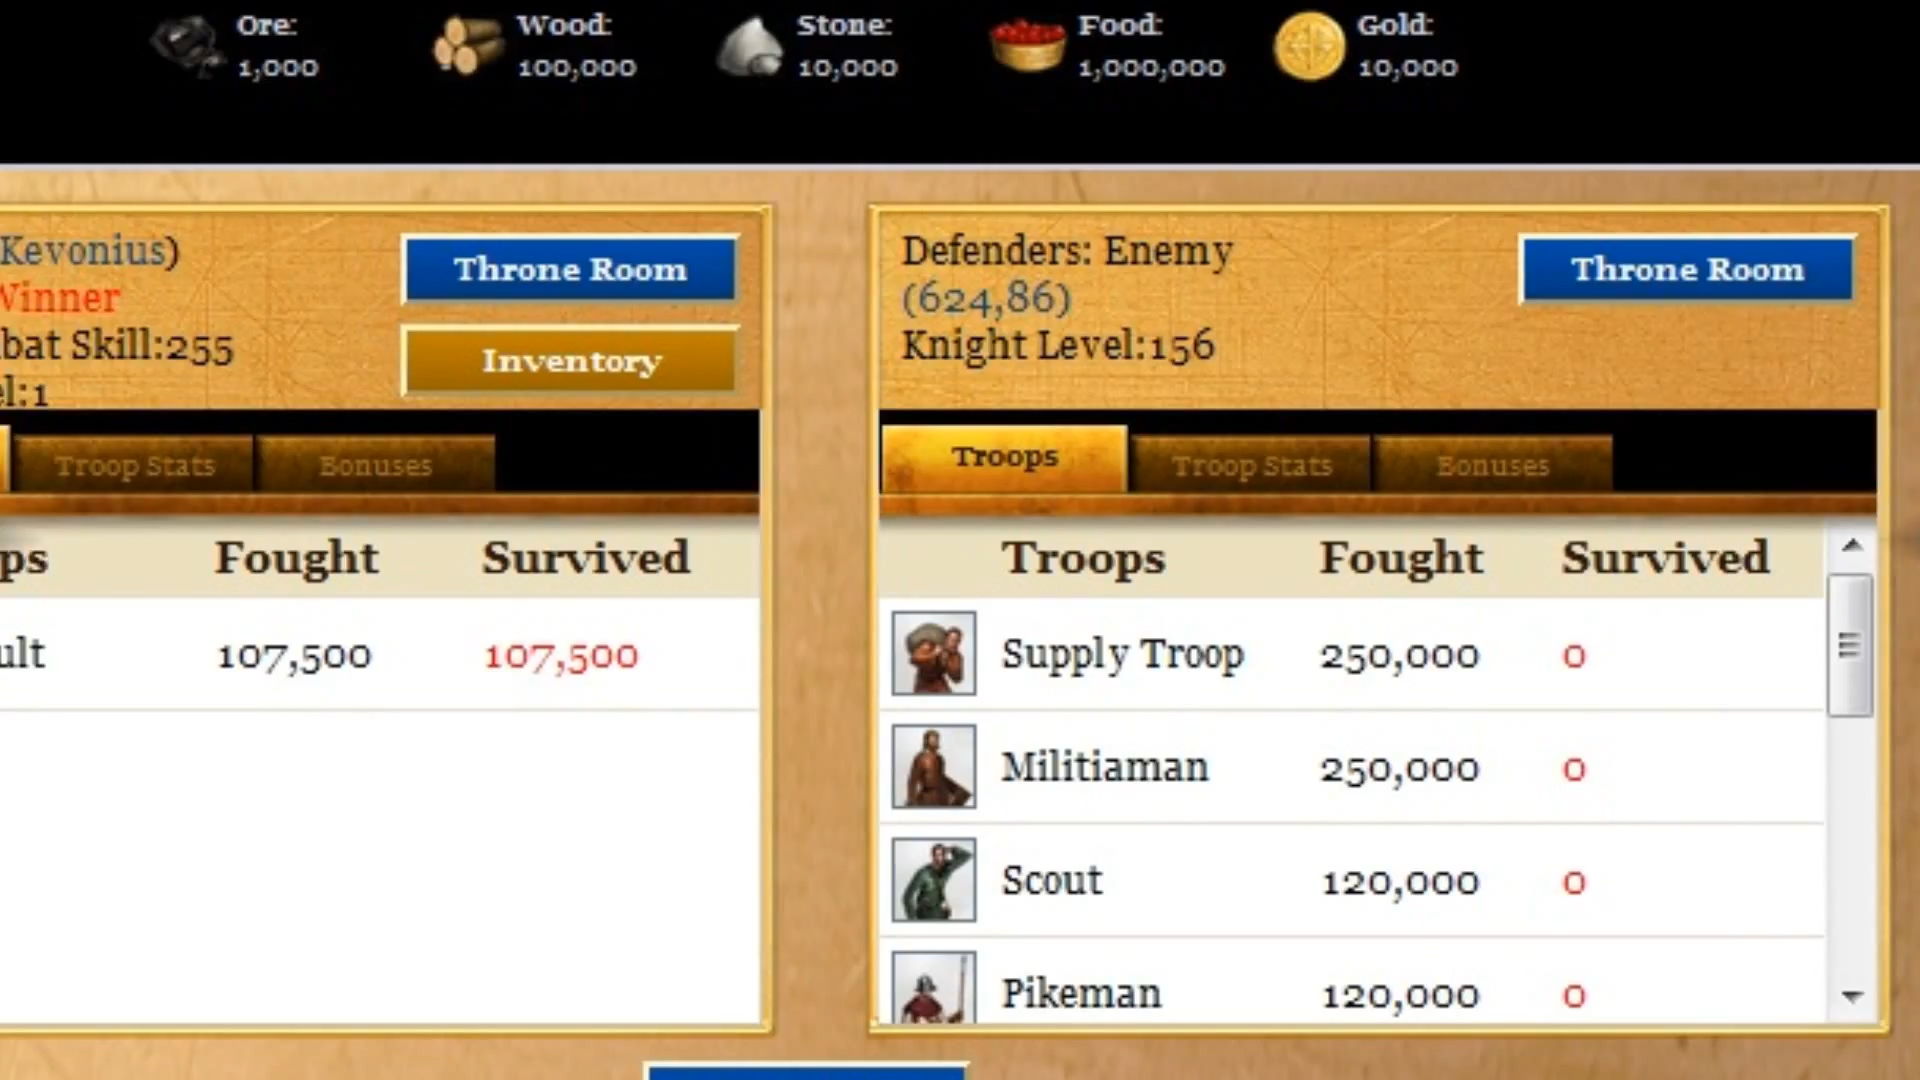 Ore: Wood: Stone: Food: Gold:
1,000 100,000 10,000 1,000,000 10,000
Kevonius)
Winner
bat Skill:255
el:1
Throne Room
Inventory
Troop Stats Bonuses
ps Fought Survived
ult 107,500 107,500
Defenders: Enemy
(624,86)
Knight Level:156
Throne Room
Troops Troop Stats Bonuses
Troops Fought Survived
Supply Troop 250,000 0
Militiaman 250,000 0
Scout 120,000 0
Pikeman 120,000 0